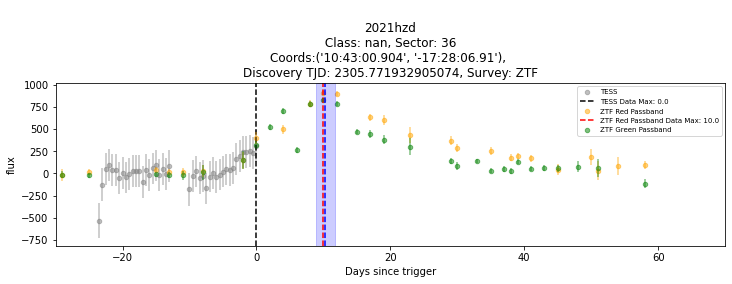 2021hzd
Class: nan, Sector: 36
Coords:('10:43:00.904', '-17:28:06.91'),
Discovery TJD: 2305.771932905074, Survey: ZTF
flux
1000
750
500
250
0
−250
−500
−750
TESS
TESS Data Max: 0.0
ZTF Red Passband
ZTF Red Passband Data Max: 10.0
ZTF Green Passband
−20
0
20
40
60
Days since trigger